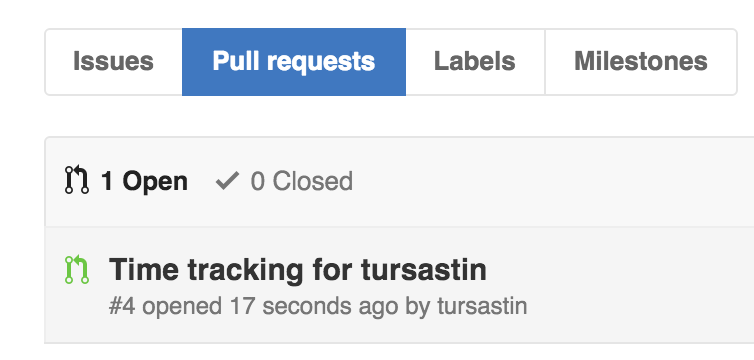 Issues Pull requests Labels Milestones
1 Open 0 Closed
Time tracking for tursastin
#4 opened 17 seconds ago by tursastin